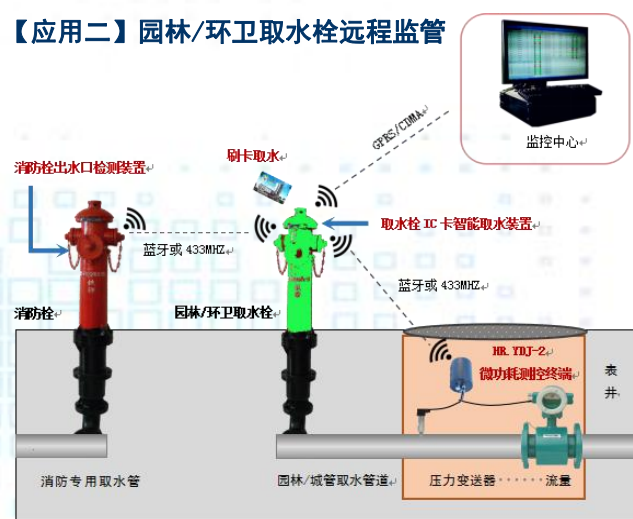 【应用二】园林/环卫取水栓远程监管
GPRS/CDMA
监控中心
刷卡取水
消防栓出水口检测装置
取水栓IC卡智能取水装置
蓝牙或433MHZ
蓝牙或433MHZ
消防栓
园林/环卫取水栓
HR.YDJ-2
微功耗测控终端
表
井
消防专用取水管
园林/城管取水管道
压力变送器······流量